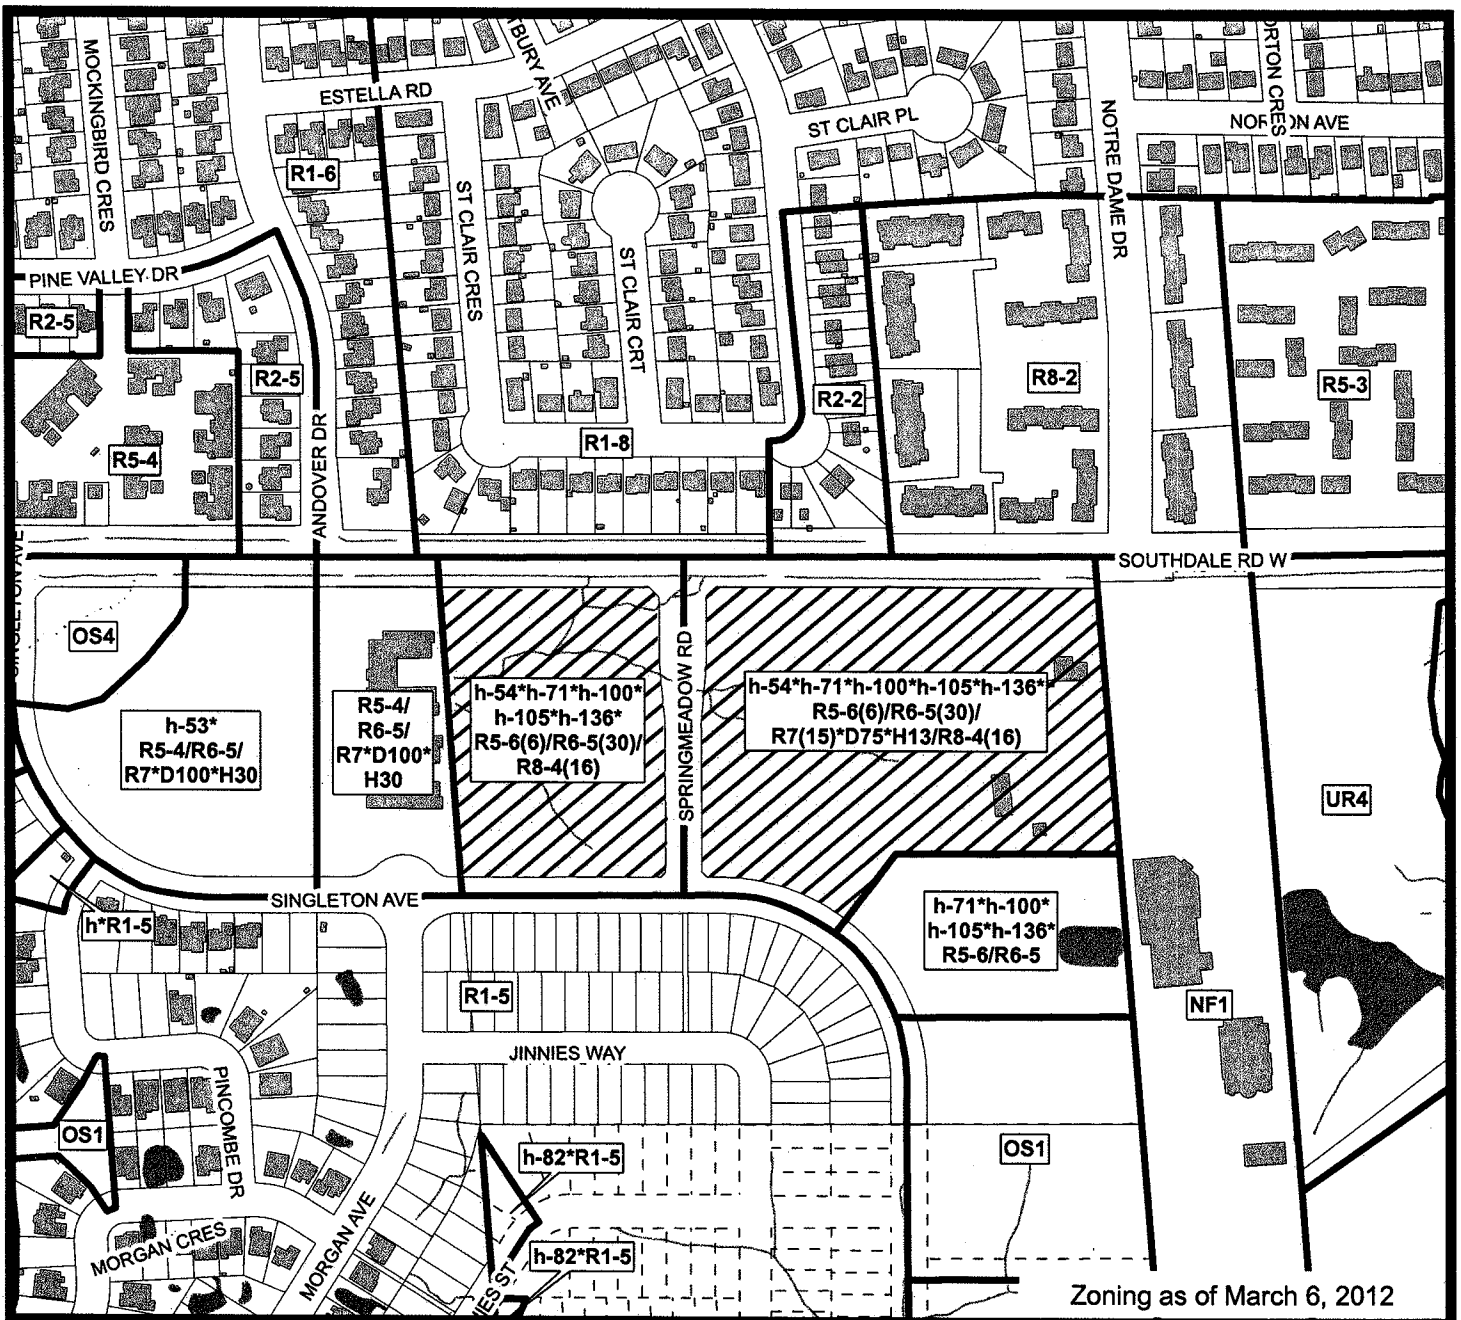 MOCKINGBIRD CRES
TBURY AVE
ESTELLA RD
ST CLAIR PL
NOTRE DAME DR
ORTON CRES
R1-6
ST CLAIR CRES
ST CLAIR CRT
PINE VALLEY DR
R2-5
R2-5
R5-4
ANDOVER DR
R1-8
R2-2
R8-2
R5-3
SOUTHDALE RD W
OS4
h-53*
R5-4/R6-5/
R7*D100*H30
R5-4/
R6-5/
R7*D100*
H30
h-54*h-71*h-100*
h-105*h-136*
R5-6(6)/R6-5(30)/
R8-4(16)
SPRINGMEADOW RD
h-54*h-71*h-100*h-105*h-136*
R5-6(6)/R6-5(30)/
R7(15)*D75*H13/R8-4(16)
UR4
SINGLETON AVE
h*R1-5
h-71*h-100*
h-105*h-136*
R5-6/R6-5
R1-5
NF1
JINNIES WAY
PINCOMBE DR
OS1
OS1
h-82*R1-5
MORGAN CRES
MORGAN AVE
h-82*R1-5
NIES ST
Zoning as of March 6, 2012